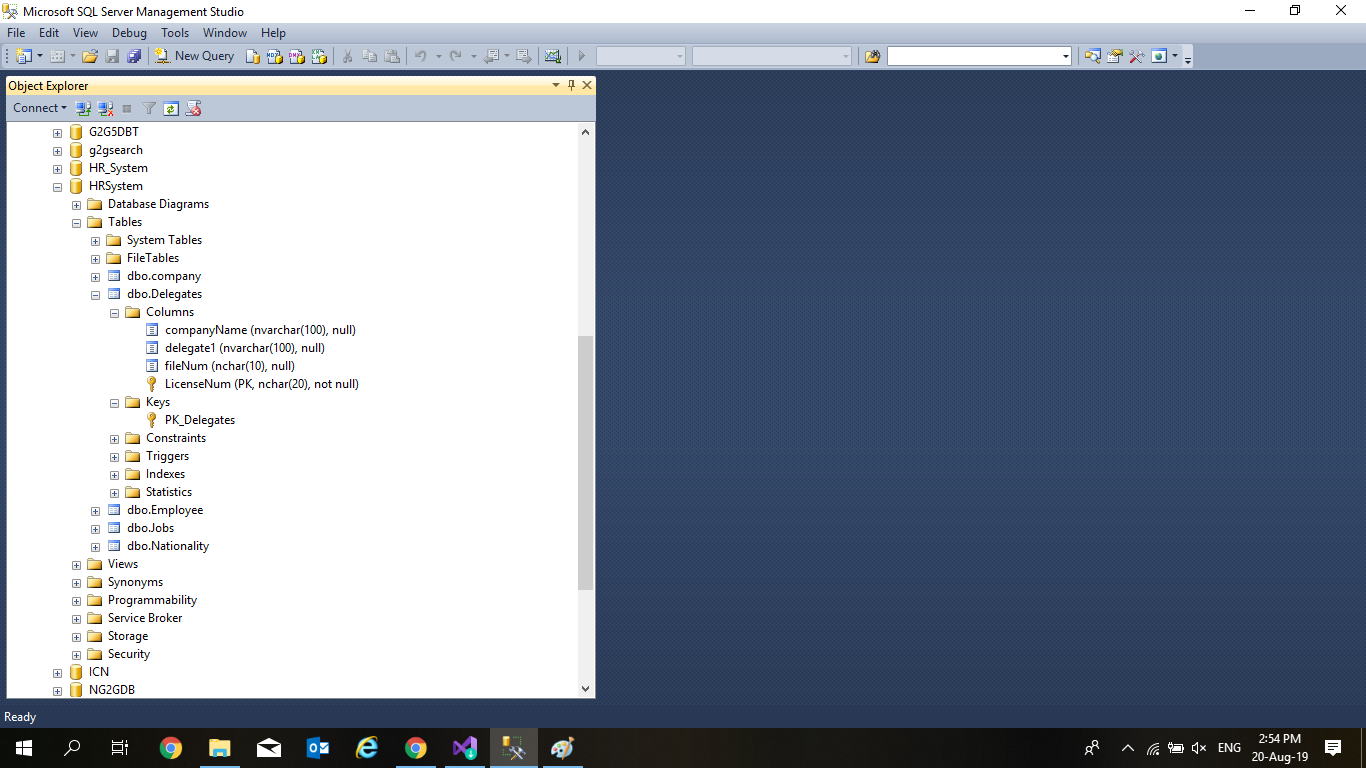 Microsoft SQL Server Management Studio
File Edit View Debug Tools Window Help
New Query
Object Explorer
Connect
G2G5DBT
g2gsearch
HR_System
HRSystem
Database Diagrams
Tables
System Tables
FileTables
dbo.company
dbo.Delegates
Columns
companyName (nvarchar(100), null)
delegate1 (nvarchar(100), null)
fileNum (nchar(10), null)
LicenseNum (PK, nchar(20), not null)
Keys
PK_Delegates
Constraints
Triggers
Indexes
Statistics
dbo.Employee
dbo.Jobs
dbo.Nationality
Views
Synonyms
Programmability
Service Broker
Storage
Security
ICN
NG2GDB
Ready
ENG
2:54 PM
20-Aug-19